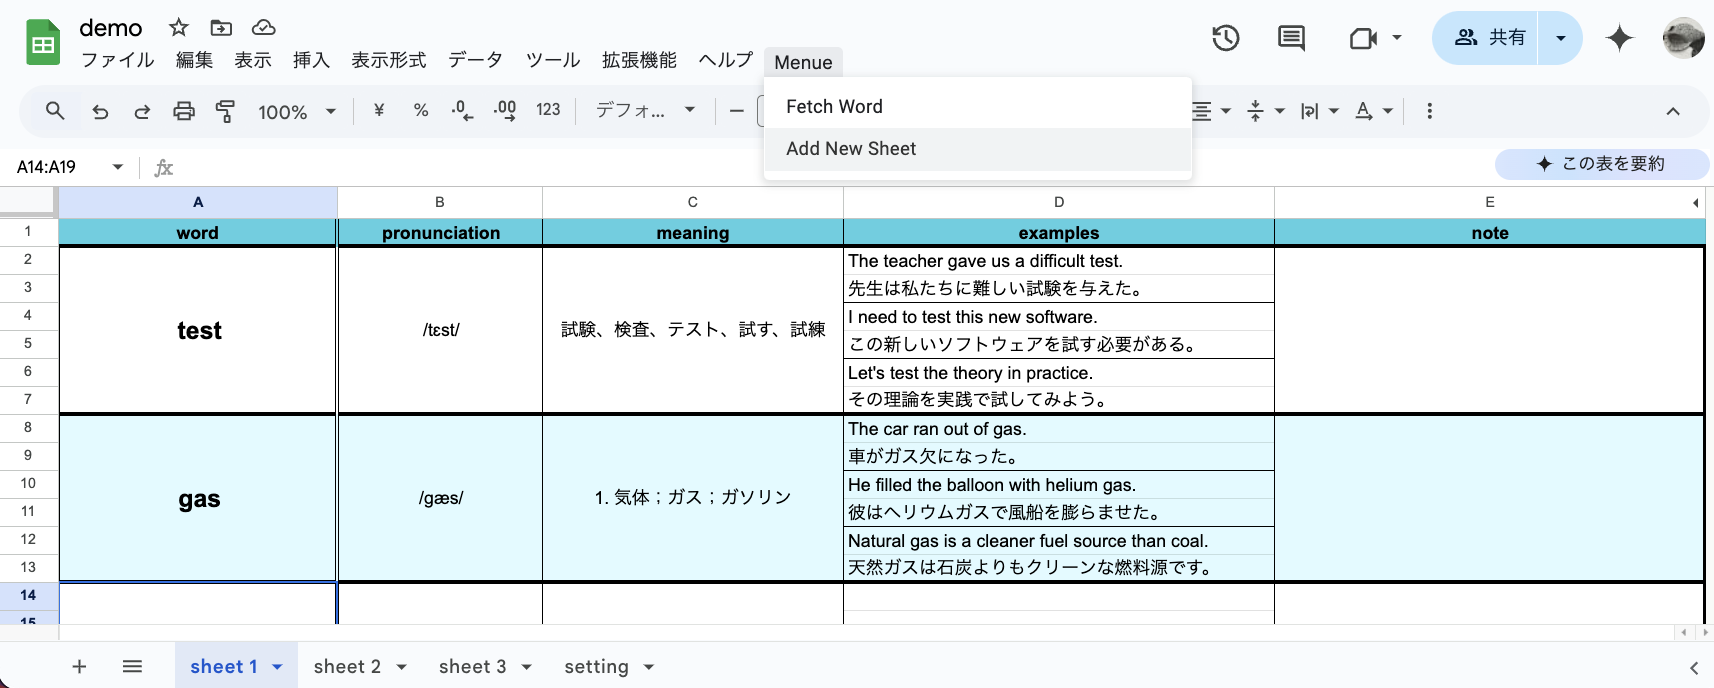 demo
ファイル 編集 表示 挿入 表示形式 データ ツール 拡張機能 ヘルプ Menue
共有
100% ¥ % .0 .00 123 デフォ...
Fetch Word
Add New Sheet
A14:A19 fx
この表を要約
A B C D E
1 word pronunciation meaning examples note
2 The teacher gave us a difficult test.
3 先生は私たちに難しい試験を与えた。
4 I need to test this new software.
test /tɛst/ 試験、検査、テスト、試す、試練
5 この新しいソフトウェアを試す必要がある。
6 Let's test the theory in practice.
7 その理論を実践で試してみよう。
8 The car ran out of gas.
9 車がガス欠になった。
10 He filled the balloon with helium gas.
gas /gæs/ 1. 気体；ガス；ガソリン
11 彼はヘリウムガスで風船を膨らませた。
12 Natural gas is a cleaner fuel source than coal.
13 天然ガスは石炭よりもクリーンな燃料源です。
14
15
sheet 1 sheet 2 sheet 3 setting